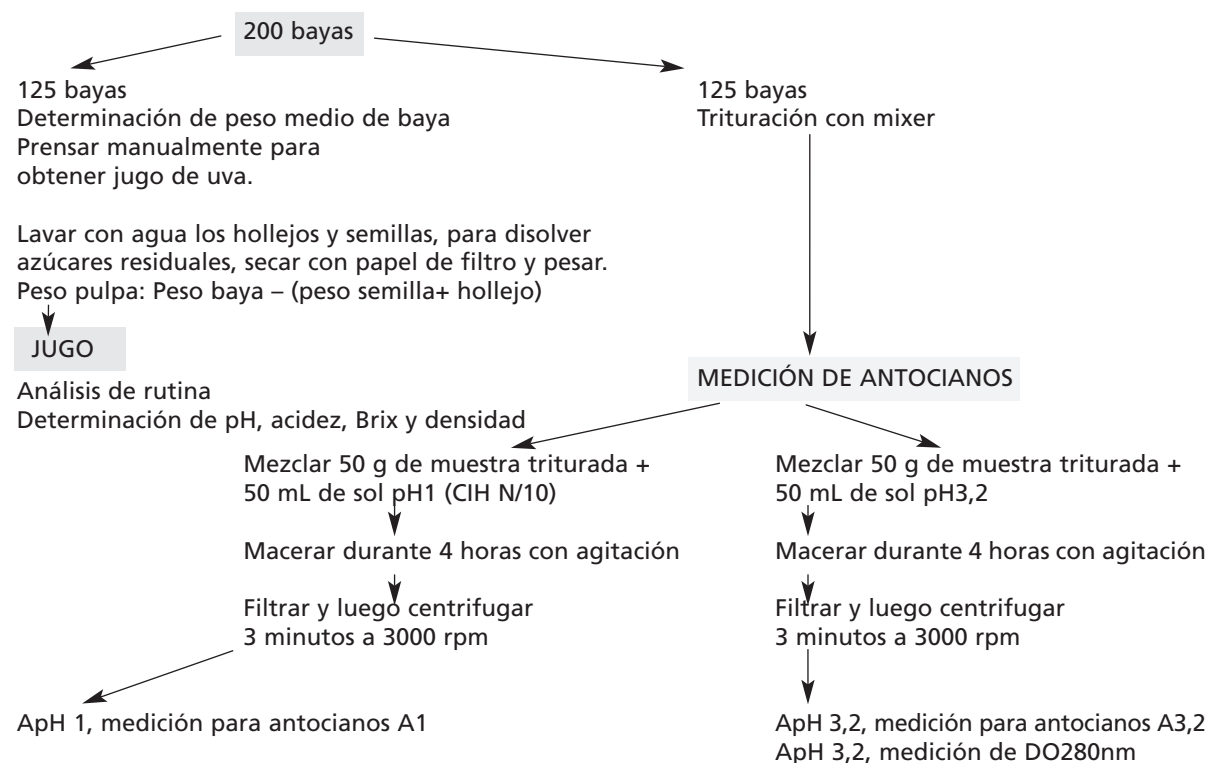 200 bayas
125 bayas
Determinación de peso medio de baya
Prensar manualmente para
obtener jugo de uva.
Lavar con agua los hollejos y semillas, para disolver
azúcares residuales, secar con papel de filtro y pesar.
Peso pulpa: Peso baya – (peso semilla+ hollejo)
JUGO
Análisis de rutina
Determinación de pH, acidez, Brix y densidad
125 bayas
Trituración con mixer
MEDICIÓN DE ANTOCIANOS
Mezclar 50 g de muestra triturada +
50 mL de sol pH1 (ClH N/10)
Macerar durante 4 horas con agitación
Filtrar y luego centrifugar
3 minutos a 3000 rpm
ApH 1, medición para antocianos A1
Mezclar 50 g de muestra triturada +
50 mL de sol pH3,2
Macerar durante 4 horas con agitación
Filtrar y luego centrifugar
3 minutos a 3000 rpm
ApH 3,2, medición para antocianos A3,2
ApH 3,2, medición de DO280nm